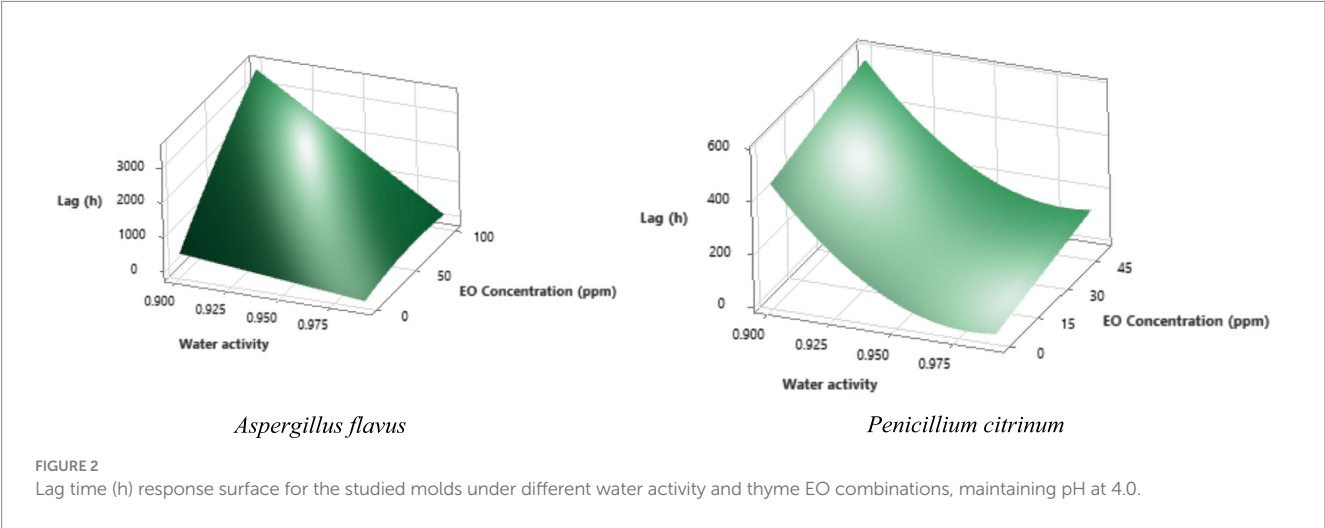 3000
2000
Lag (h)
1000
0
0.900
0.925
0.950
0.975
Water activity
100
50
EO Concentration (ppm)
0
Aspergillus flavus
600
400
Lag (h)
200
0
0.900
0.925
0.950
0.975
Water activity
45
30
EO Concentration (ppm)
15
0
Penicillium citrinum
FIGURE 2
Lag time (h) response surface for the studied molds under different water activity and thyme EO combinations, maintaining pH at 4.0.